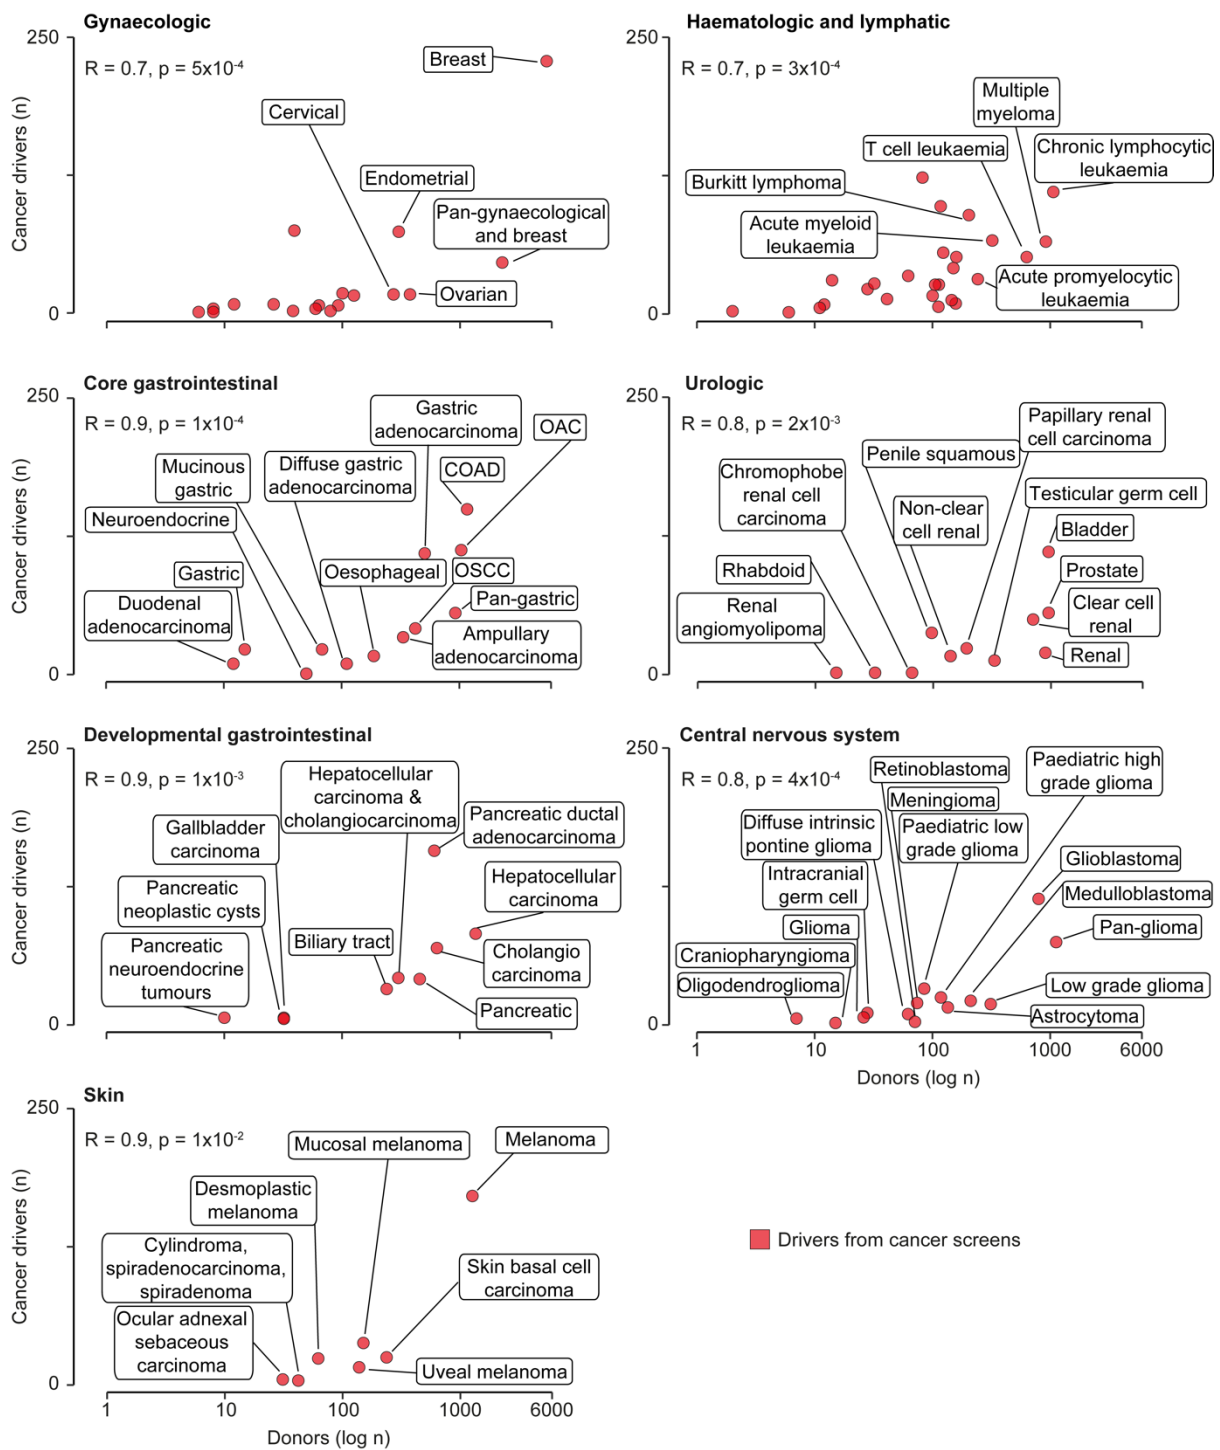 Gynaecologic
250
R = 0.7, p = 5x10-4
Cancer drivers (n)
0
Breast
Cervical
Endometrial
Pan-gynaecological
and breast
Ovarian
Haematologic and lymphatic
250
R = 0.7, p = 3x10-4
0
Multiple
myeloma
T cell leukaemia
Chronic lymphocytic
leukaemia
Burkitt lymphoma
Acute myeloid
leukaemia
Acute promyelocytic
leukaemia
Core gastrointestinal
250
R = 0.9, p = 1x10-4
Cancer drivers (n)
0
Gastric
adenocarcinoma
OAC
Mucinous
gastric
Diffuse gastric
adenocarcinoma
COAD
Neuroendocrine
Gastric
Oesophageal
OSCC
Duodenal
adenocarcinoma
Pan-gastric
Ampullary
adenocarcinoma
Urologic
250
R = 0.8, p = 2x10-3
0
Papillary renal
cell carcinoma
Penile squamous
Chromophobe
renal cell
carcinoma
Non-clear
cell renal
Testicular germ cell
Bladder
Rhabdoid
Prostate
Renal
angiomyolipoma
Clear cell
renal
Renal
Developmental gastrointestinal
250
R = 0.9, p = 1x10-3
Cancer drivers (n)
0
Hepatocellular
carcinoma &
cholangiocarcinoma
Pancreatic ductal
adenocarcinoma
Gallbladder
carcinoma
Pancreatic
neoplastic cysts
Hepatocellular
carcinoma
Biliary tract
Cholangio
carcinoma
Pancreatic
neuroendocrine
tumours
Pancreatic
Central nervous system
250
R = 0.8, p = 4x10-4
0
Retinoblastoma
Paediatric high
grade glioma
Meningioma
Diffuse intrinsic
pontine glioma
Paediatric low
grade glioma
Glioblastoma
Intracranial
germ cell
Medulloblastoma
Glioma
Pan-glioma
Craniopharyngioma
Oligodendroglioma
Low grade glioma
Astrocytoma
1 10 100 1000 6000
Donors (log n)
Skin
250
R = 0.9, p = 1x10-2
Cancer drivers (n)
0
Mucosal melanoma
Melanoma
Desmoplastic
melanoma
Cylindroma,
spiradenocarcinoma,
spiradenoma
Skin basal cell
carcinoma
Ocular adnexal
sebaceous
carcinoma
Uveal melanoma
1 10 100 1000 6000
Donors (log n)
Drivers from cancer screens